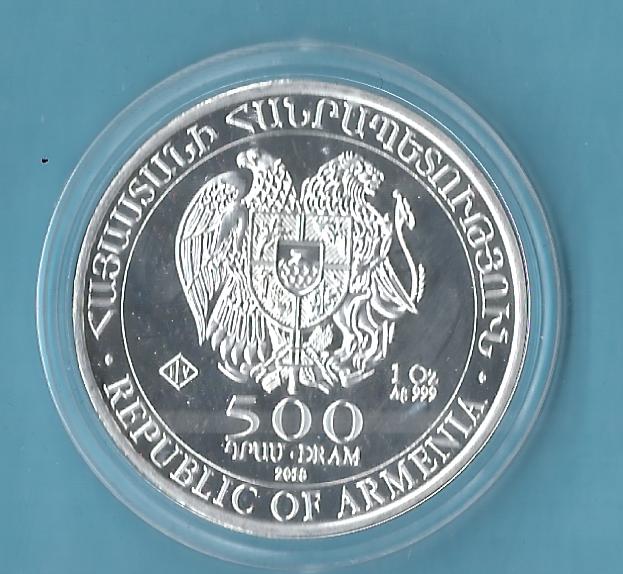 ՀԱՅԱՍՏԱՆԻ ՀԱՆՐԱՊԵՏՈՒԹՅՈՒՆ
1 Oz
Ag 999
500
ԴՐԱՄ · DRAM
· REPUBLIC OF ARMENIA ·